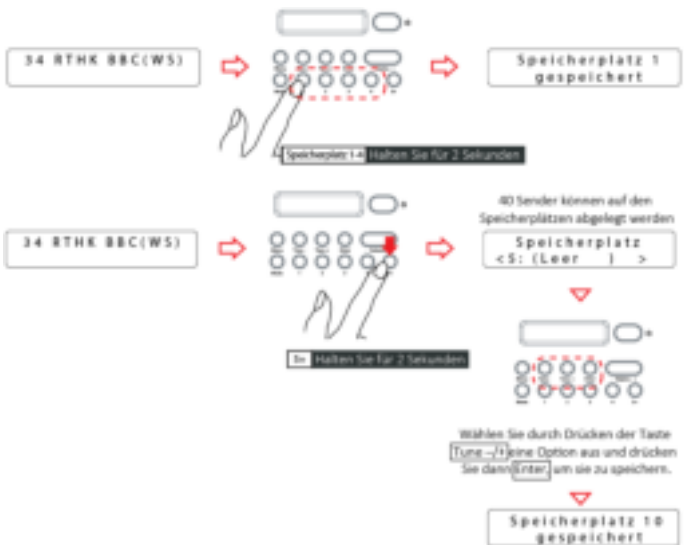 34 RTHK BBC(WS)
Speicherplatz 1
gespeichert
Speicherplatz 1-4 Halten Sie für 2 Sekunden
40 Sender können auf den
Speicherplätzen abgelegt werden
34 RTHK BBC(WS)
Speicherplatz
<5: (Leer ) >
5+ Halten Sie für 2 Sekunden
Wählen Sie durch Drücken der Taste
Tune –/+ eine Option aus und drücken
Sie dann Enter, um sie zu speichern.
Speicherplatz 10
gespeichert